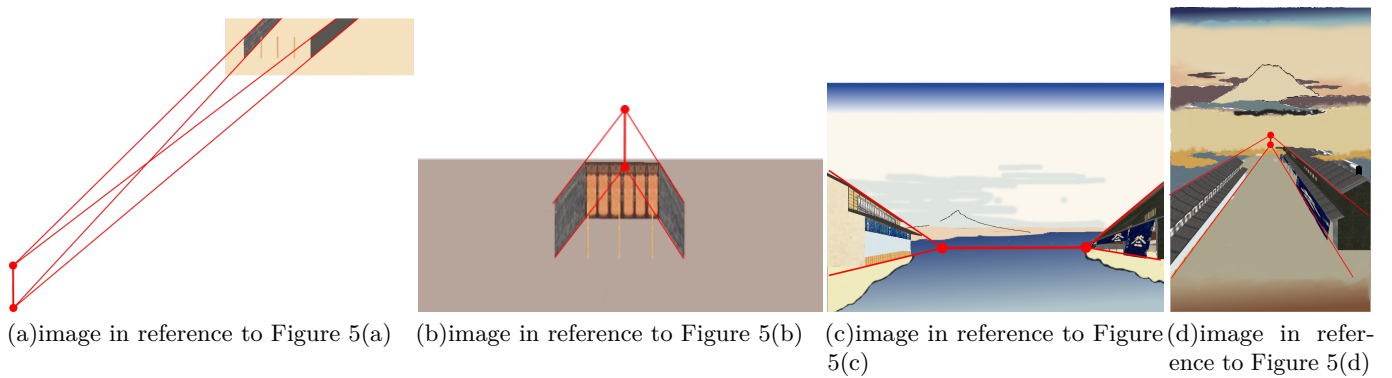 (a)image in reference to Figure 5(a)
(b)image in reference to Figure 5(b)
(c)image in reference to Figure
5(c)
(d)image in refer-
ence to Figure 5(d)